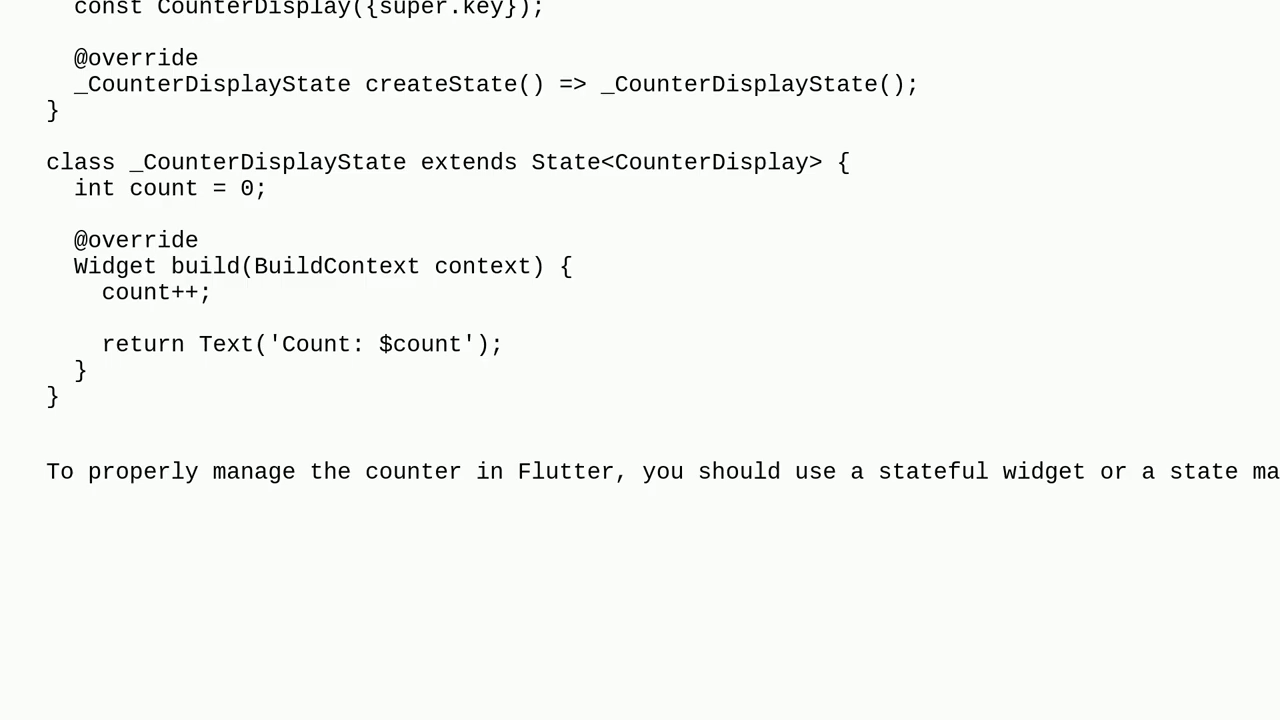 const CounterDisplay({super.key});
@override
_CounterDisplayState createState() => _CounterDisplayState();
}
class _CounterDisplayState extends State<CounterDisplay> {
int count = 0;
@override
Widget build(BuildContext context) {
count++;
return Text('Count: $count');
}
}
To properly manage the counter in Flutter, you should use a stateful widget or a state ma